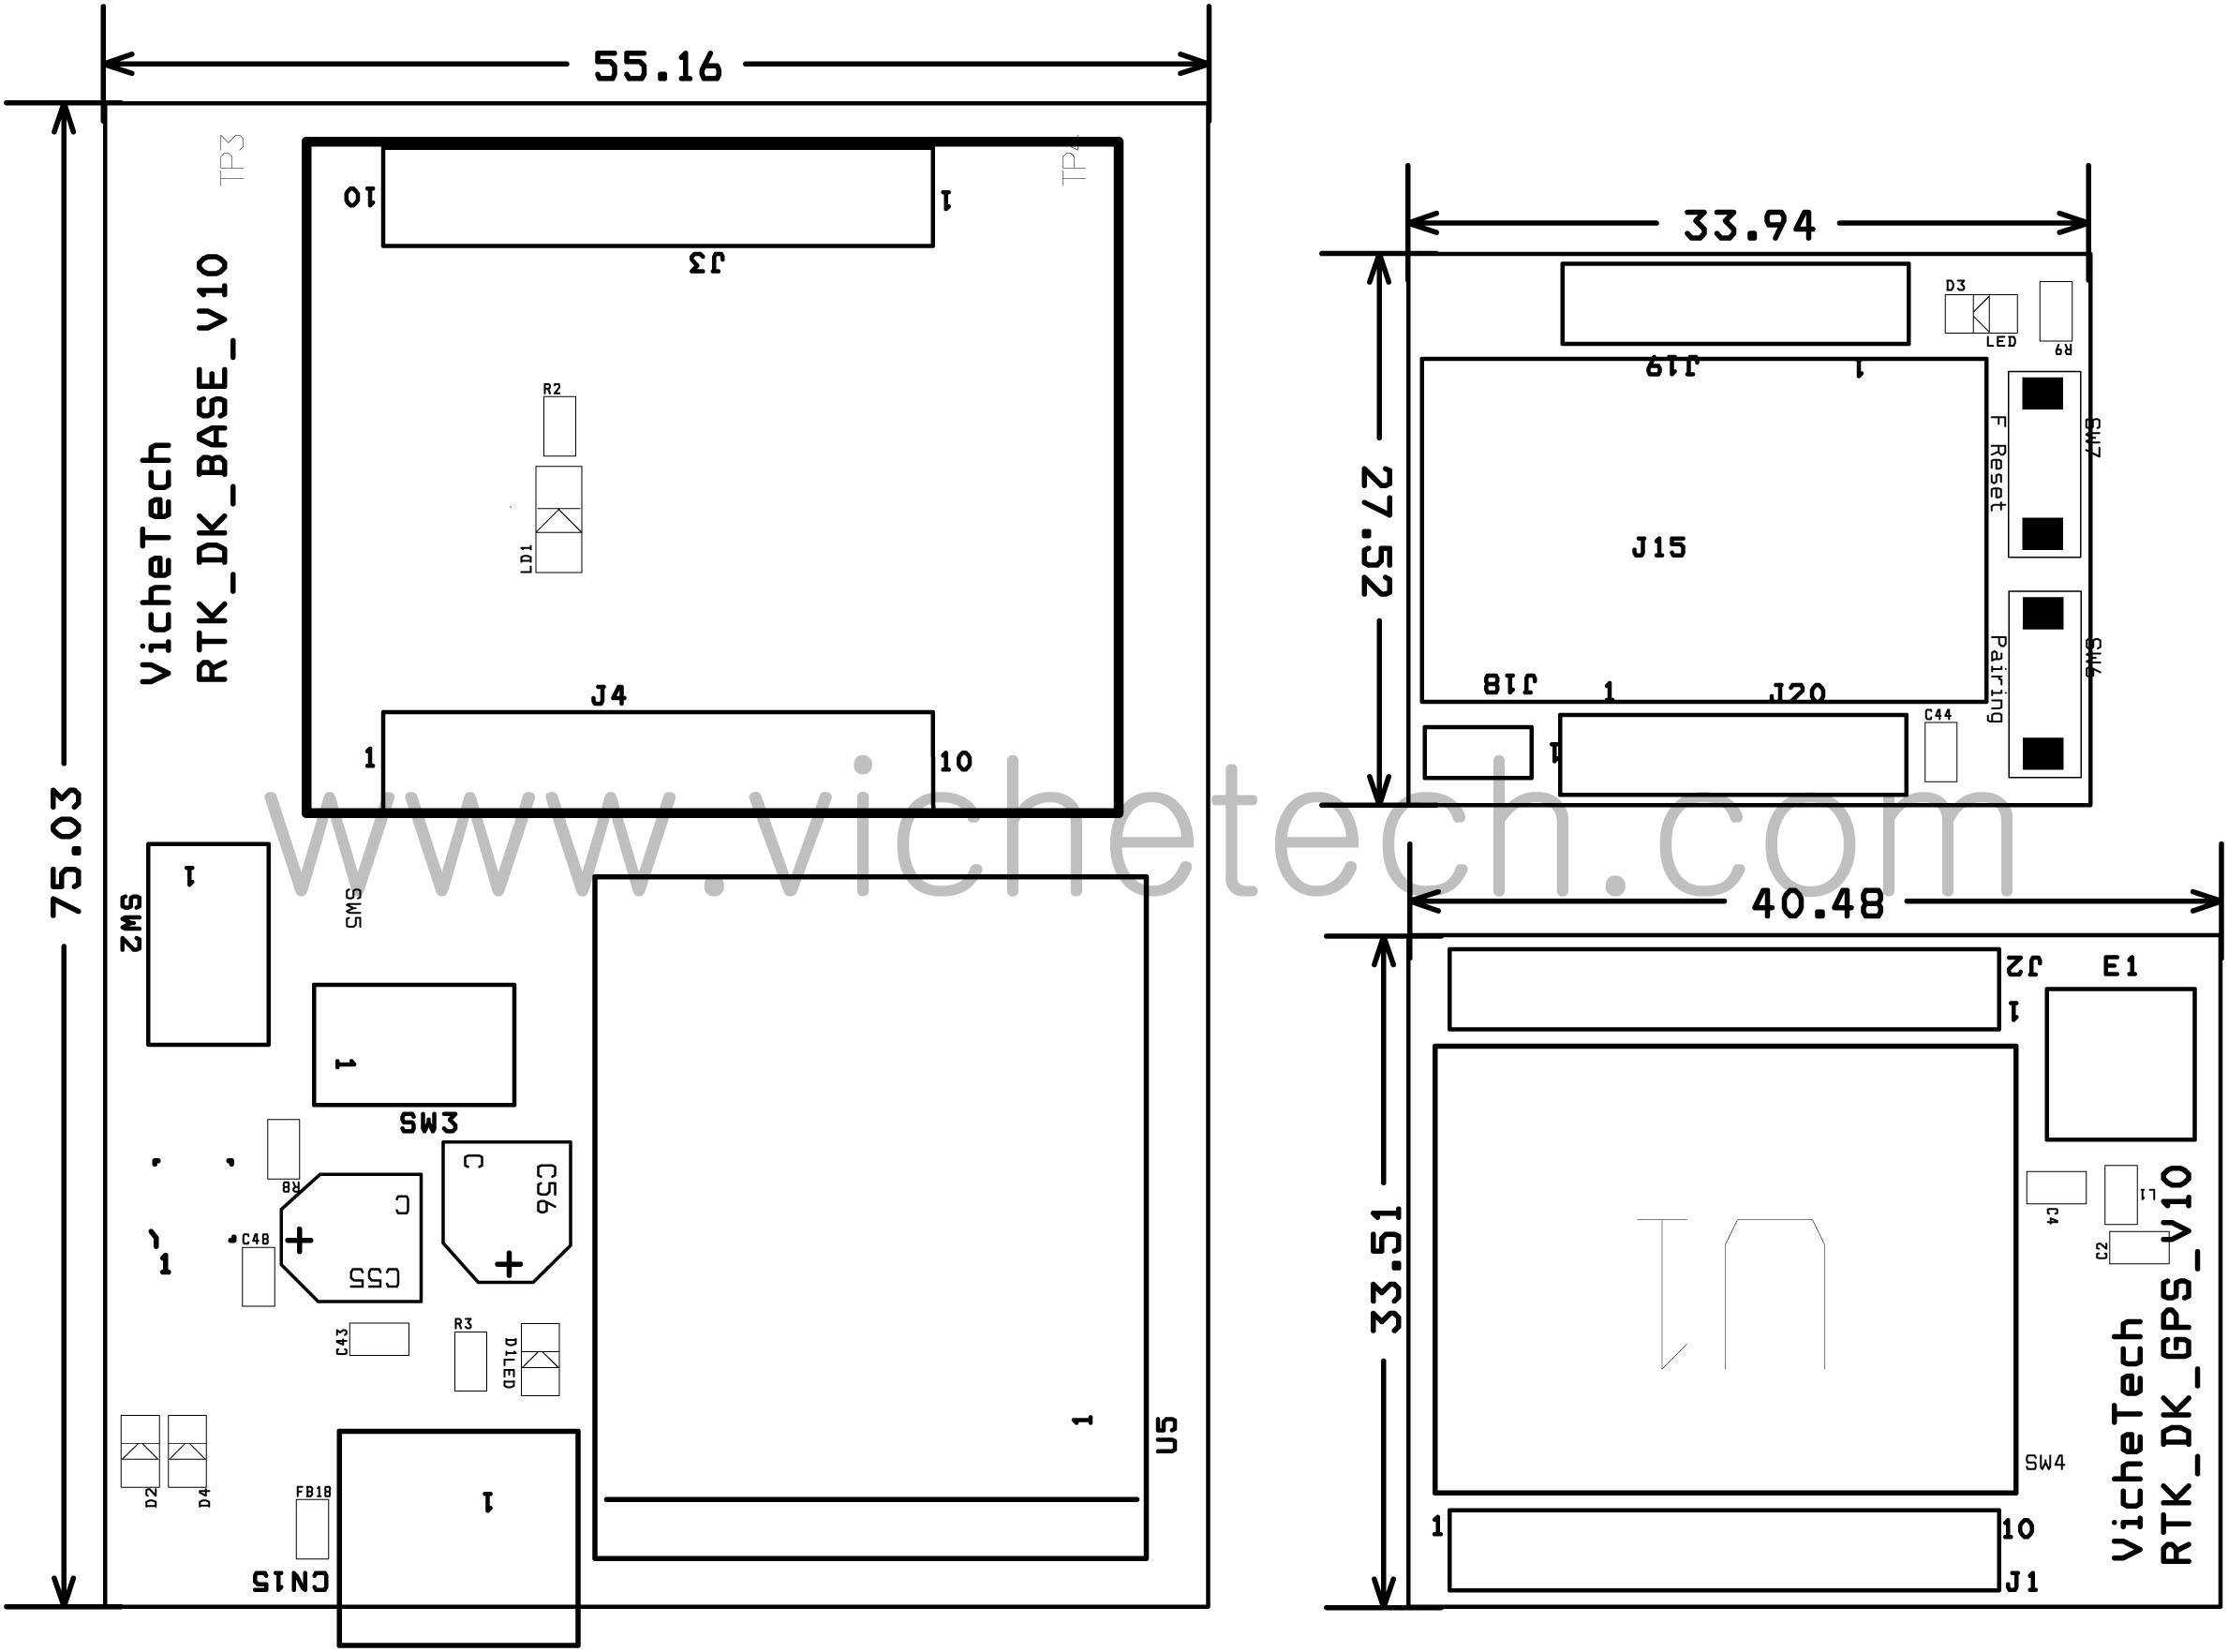 55.16
TP3
TP4
10
1
J3
VicheTech
RTK_DK_BASE_V10
R2
LD1
J4
1
10
75.03
SW2
1
SW5
1
SW3
R8
C
C56
C
C55
C48
1
C43
R3
D1LED
D2
D4
FB18
1
CN15
1
U5
33.94
27.52
D3
LED
R9
J19
1
F Reset
SW7
J15
Pairing
SW6
J18
1
J20
C44
1
www.vichetech.com
40.48
33.51
J2
1
E1
U1
L1
C4
C2
SW4
VicheTech
RTK_DK_GPS_V10
1
10
J1